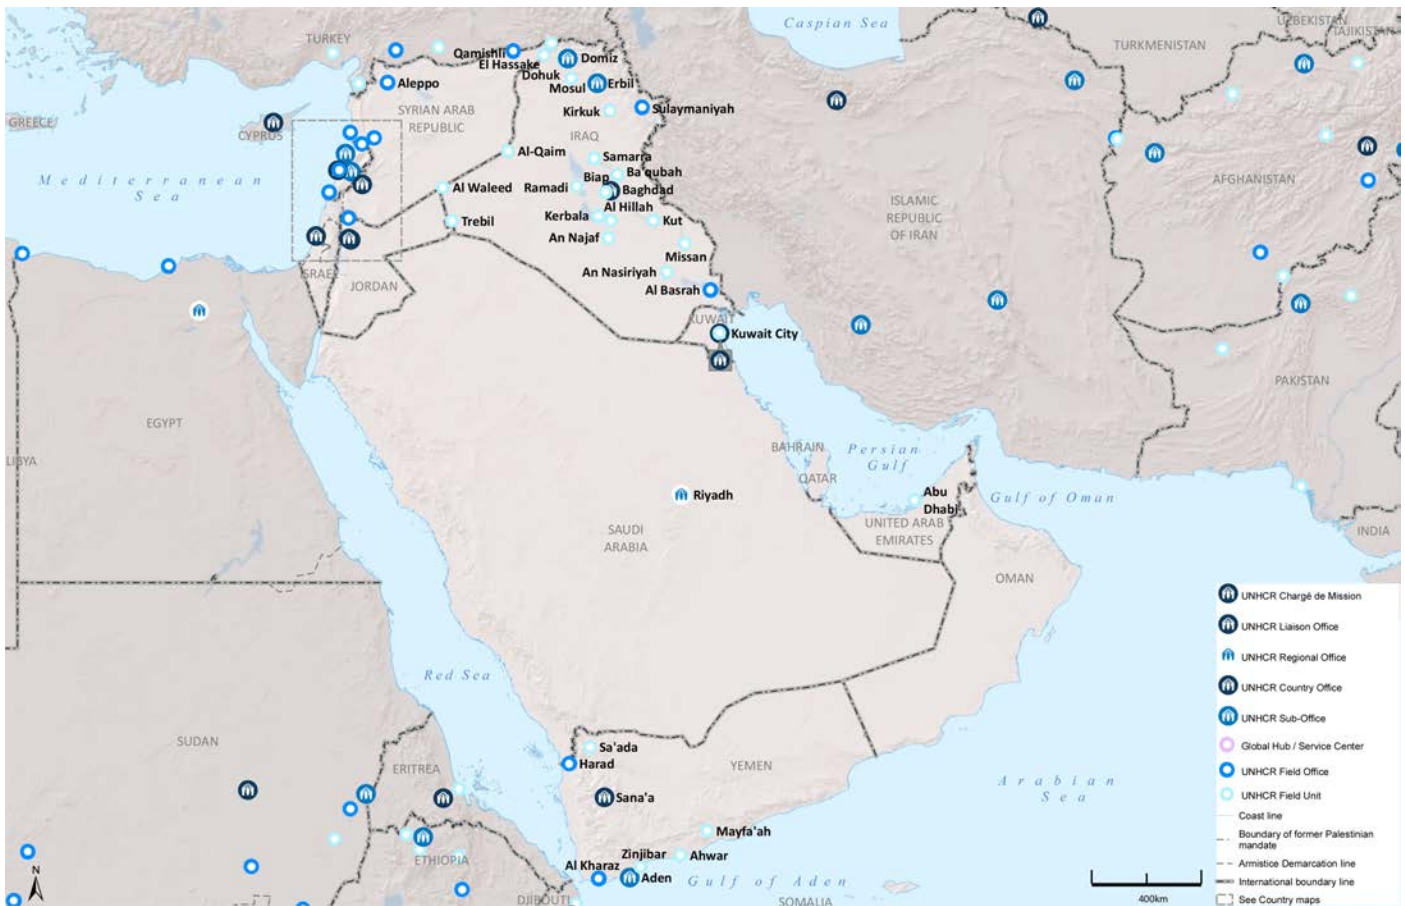 Caspian Sea
UZBEKISTAN
TAJIKISTAN
TURKEY
TURKMENISTAN
Qamishli
El Hassake
Domiz
Dohuk
Mosul
Erbil
Aleppo
SYRIAN ARAB
REPUBLIC
Kirkuk
Sulaymaniyah
GREECE
CYPRUS
IRAQ
Al-Qaim
Samarra
Ba'qubah
Biap
Mediterranean
Sea
Al Waleed
Ramadi
Baghdad
AFGHANISTAN
Al Hillah
ISLAMIC
REPUBLIC
OF IRAN
Trebil
Kerbala
Kut
An Najaf
Missan
ISRAEL
JORDAN
An Nasiriyah
Al Basrah
KUWAIT
Kuwait City
PAKISTAN
EGYPT
LIBYA
BAHRAIN
Persian
Gulf
QATAR
Riyadh
Abu
Dhabi
Gulf of Oman
SAUDI
ARABIA
UNITED ARAB
EMIRATES
INDIA
OMAN
Red Sea
SUDAN
ERITREA
Sa'ada
Harad
YEMEN
Sana'a
Arabian
Sea
Mayfa'ah
ETHIOPIA
Zinjibar
Ahwar
Al Kharaz
Aden
Gulf of Aden
DJIBOUTI
SOMALIA
N
400km
UNHCR Chargé de Mission
UNHCR Liaison Office
UNHCR Regional Office
UNHCR Country Office
UNHCR Sub-Office
Global Hub / Service Center
UNHCR Field Office
UNHCR Field Unit
Coast line
Boundary of former Palestinian
mandate
Armistice Demarcation line
International boundary line
See Country maps